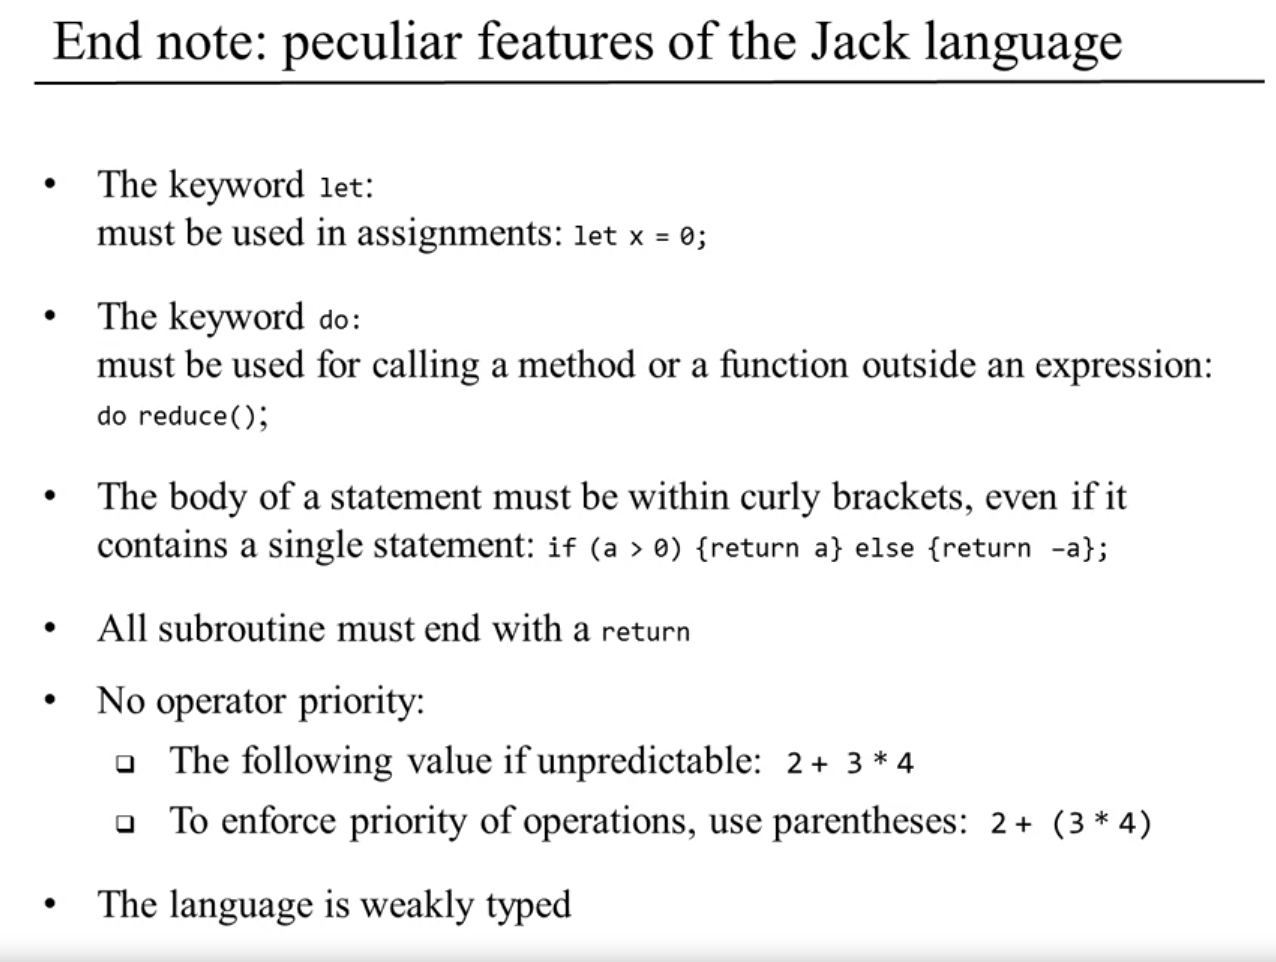 End note: peculiar features of the Jack language
• The keyword let:
must be used in assignments: let x = 0;
• The keyword do:
must be used for calling a method or a function outside an expression:
do reduce();
• The body of a statement must be within curly brackets, even if it
contains a single statement: if (a > 0) {return a} else {return –a};
• All subroutine must end with a return
• No operator priority:
❑ The following value if unpredictable: 2 + 3 * 4
❑ To enforce priority of operations, use parentheses: 2 + (3 * 4)
• The language is weakly typed